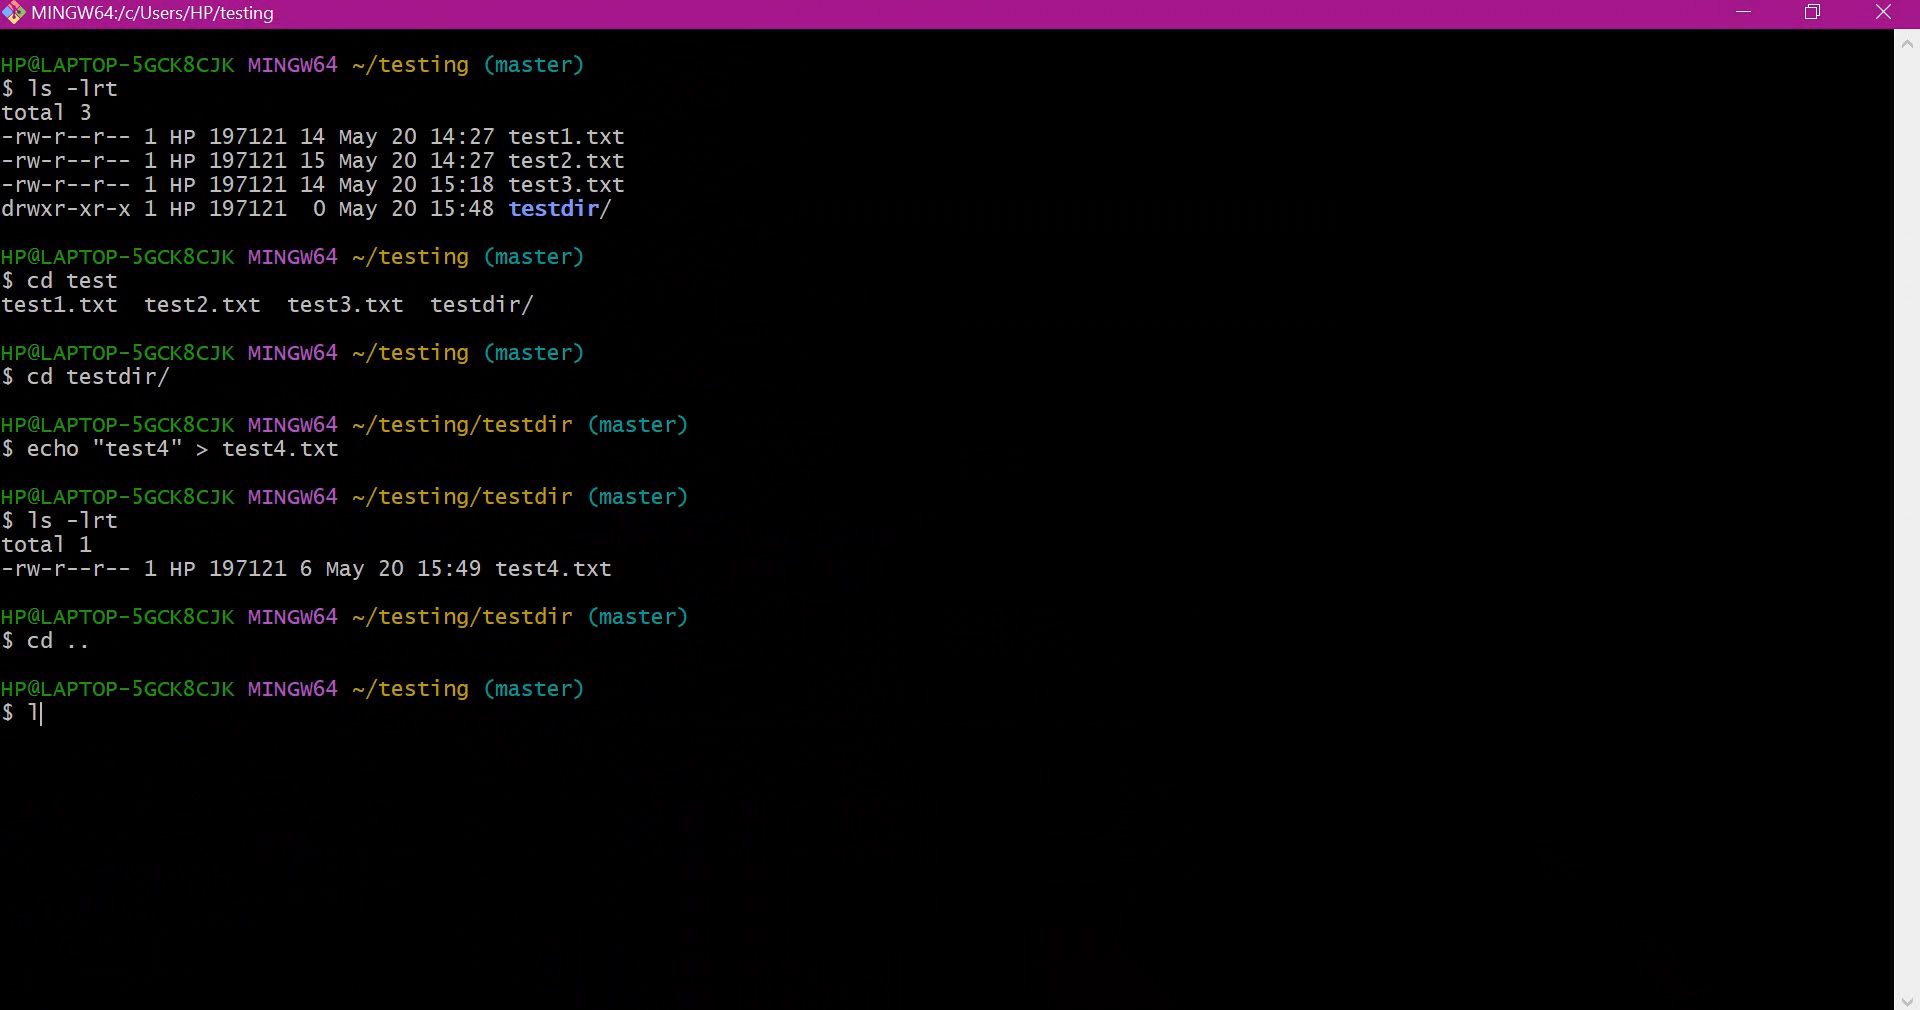 MINGW64:/c/Users/HP/testing
HP@LAPTOP-5GCK8CJK MINGW64 ~/testing (master)
$ ls -lrt
total 3
-rw-r--r-- 1 HP 197121 14 May 20 14:27 test1.txt
-rw-r--r-- 1 HP 197121 15 May 20 14:27 test2.txt
-rw-r--r-- 1 HP 197121 14 May 20 15:18 test3.txt
drwxr-xr-x 1 HP 197121  0 May 20 15:48 testdir/
HP@LAPTOP-5GCK8CJK MINGW64 ~/testing (master)
$ cd test
test1.txt  test2.txt  test3.txt  testdir/
HP@LAPTOP-5GCK8CJK MINGW64 ~/testing (master)
$ cd testdir/
HP@LAPTOP-5GCK8CJK MINGW64 ~/testing/testdir (master)
$ echo "test4" > test4.txt
HP@LAPTOP-5GCK8CJK MINGW64 ~/testing/testdir (master)
$ ls -lrt
total 1
-rw-r--r-- 1 HP 197121 6 May 20 15:49 test4.txt
HP@LAPTOP-5GCK8CJK MINGW64 ~/testing/testdir (master)
$ cd ..
HP@LAPTOP-5GCK8CJK MINGW64 ~/testing (master)
$ l